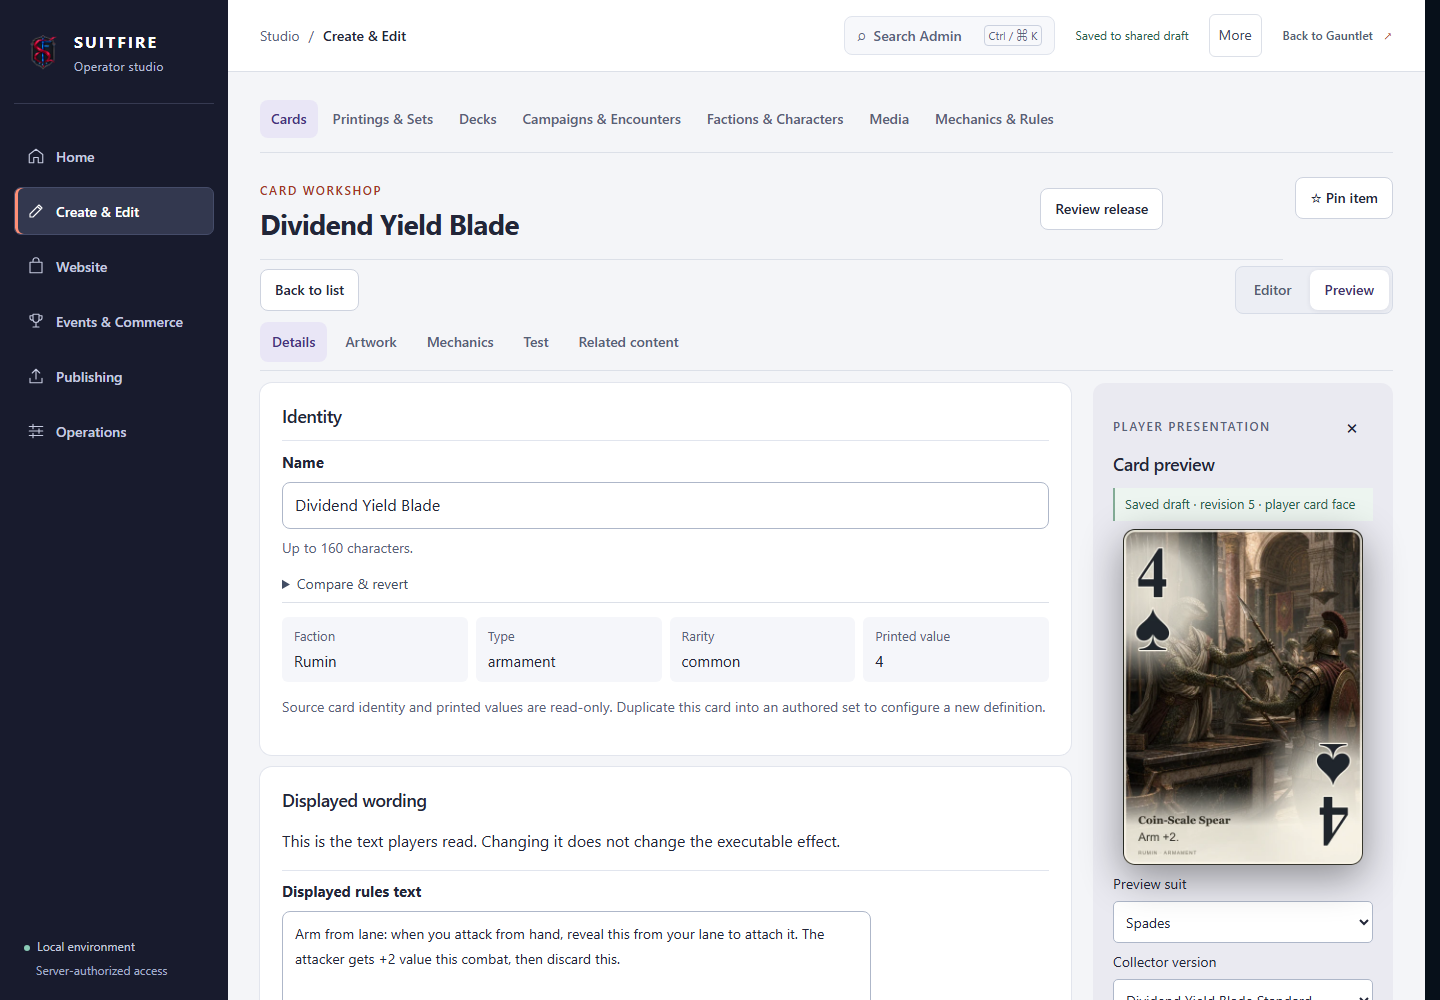 SUITFIRE
Operator studio
Home
Create & Edit
Website
Events & Commerce
Publishing
Operations
Local environment
Server-authorized access
Studio / Create & Edit
Search Admin Ctrl / ⌘ K
Saved to shared draft
More
Back to Gauntlet ↗
Cards Printings & Sets Decks Campaigns & Encounters Factions & Characters Media Mechanics & Rules
CARD WORKSHOP
Dividend Yield Blade
Review release
☆ Pin item
Back to list
Editor Preview
Details Artwork Mechanics Test Related content
Identity
Name
Dividend Yield Blade
Up to 160 characters.
▶ Compare & revert
Faction
Rumin
Type
armament
Rarity
common
Printed value
4
Source card identity and printed values are read-only. Duplicate this card into an authored set to configure a new definition.
Displayed wording
This is the text players read. Changing it does not change the executable effect.
Displayed rules text
Arm from lane: when you attack from hand, reveal this from your lane to attach it. The
attacker gets +2 value this combat, then discard this.
PLAYER PRESENTATION ×
Card preview
Saved draft · revision 5 · player card face
4
♠
♠
4
Coin-Scale Spear
Arm +2.
RUMIN · ARMAMENT
Preview suit
Spades
Collector version
Dividend Yield Blade Standard